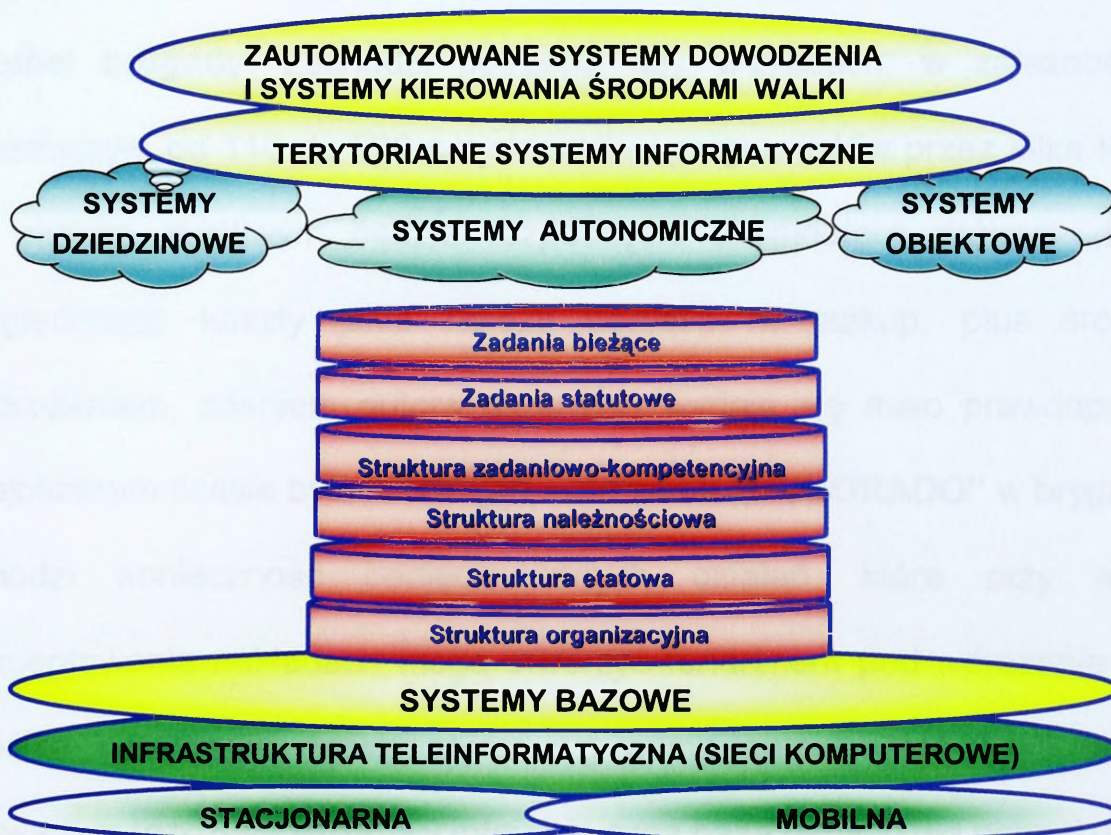 ZAUTOMATYZOWANE SYSTEMY DOWODZENIA
I SYSTEMY KIEROWANIA ŚRODKAMI WALKI
TERYTORIALNE SYSTEMY INFORMATYCZNE
SYSTEMY
DZIEDZINOWE
SYSTEMY AUTONOMICZNE
SYSTEMY
OBIEKTOWE
Zadania bieżące
Zadania statutowe
Struktura zadaniowo-kompetencyjna
Struktura należnościowa
Struktura etatowa
Struktura organizacyjna
SYSTEMY BAZOWE
INFRASTRUKTURA TELEINFORMATYCZNA (SIECI KOMPUTEROWE)
STACJONARNA
MOBILNA